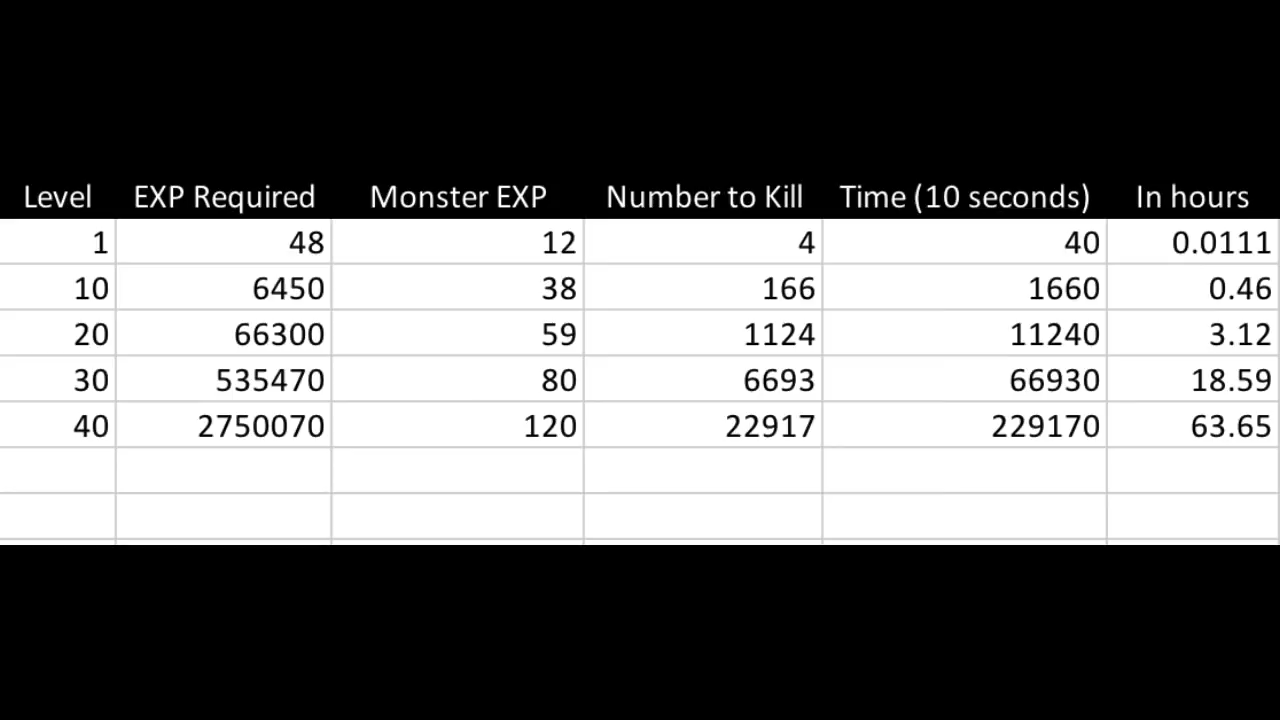 Level EXP Required Monster EXP Number to Kill Time (10 seconds) In hours
1 48 12 4 40 0.0111
10 6450 38 166 1660 0.46
20 66300 59 1124 11240 3.12
30 535470 80 6693 66930 18.59
40 2750070 120 22917 229170 63.65